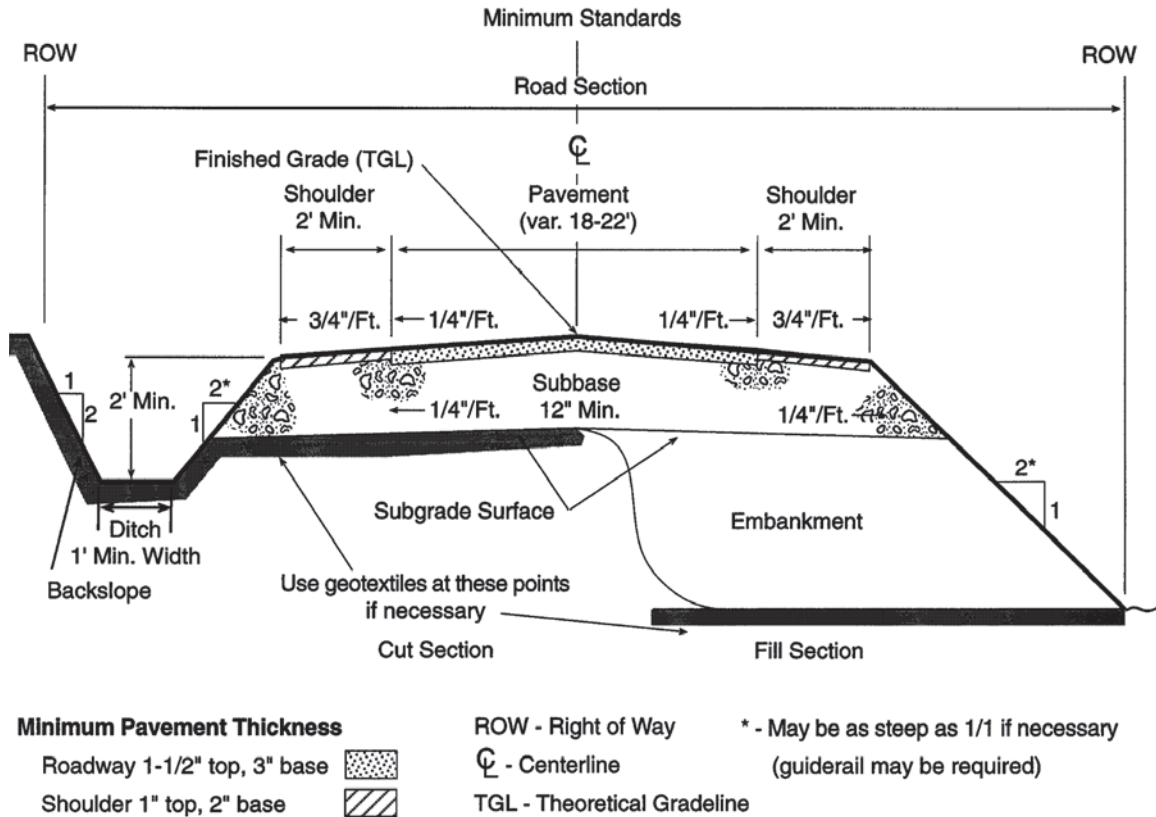 Minimum Standards
ROW
ROW
Road Section
℄
Finished Grade (TGL)
Shoulder
2' Min.
Pavement
(var. 18-22')
Shoulder
2' Min.
3/4"/Ft.
1/4"/Ft.
1/4"/Ft.
3/4"/Ft.
1
2
2' Min.
2*
1
1/4"/Ft.
Subbase
12" Min.
1/4"/Ft.
2*
1
Subgrade Surface
Embankment
Ditch
1' Min. Width
Backslope
Use geotextiles at these points
if necessary
Cut Section
Fill Section
Minimum Pavement Thickness
Roadway 1-1/2" top, 3" base
Shoulder 1" top, 2" base
ROW - Right of Way
℄ - Centerline
TGL - Theoretical Gradeline
* - May be as steep as 1/1 if necessary
(guiderail may be required)